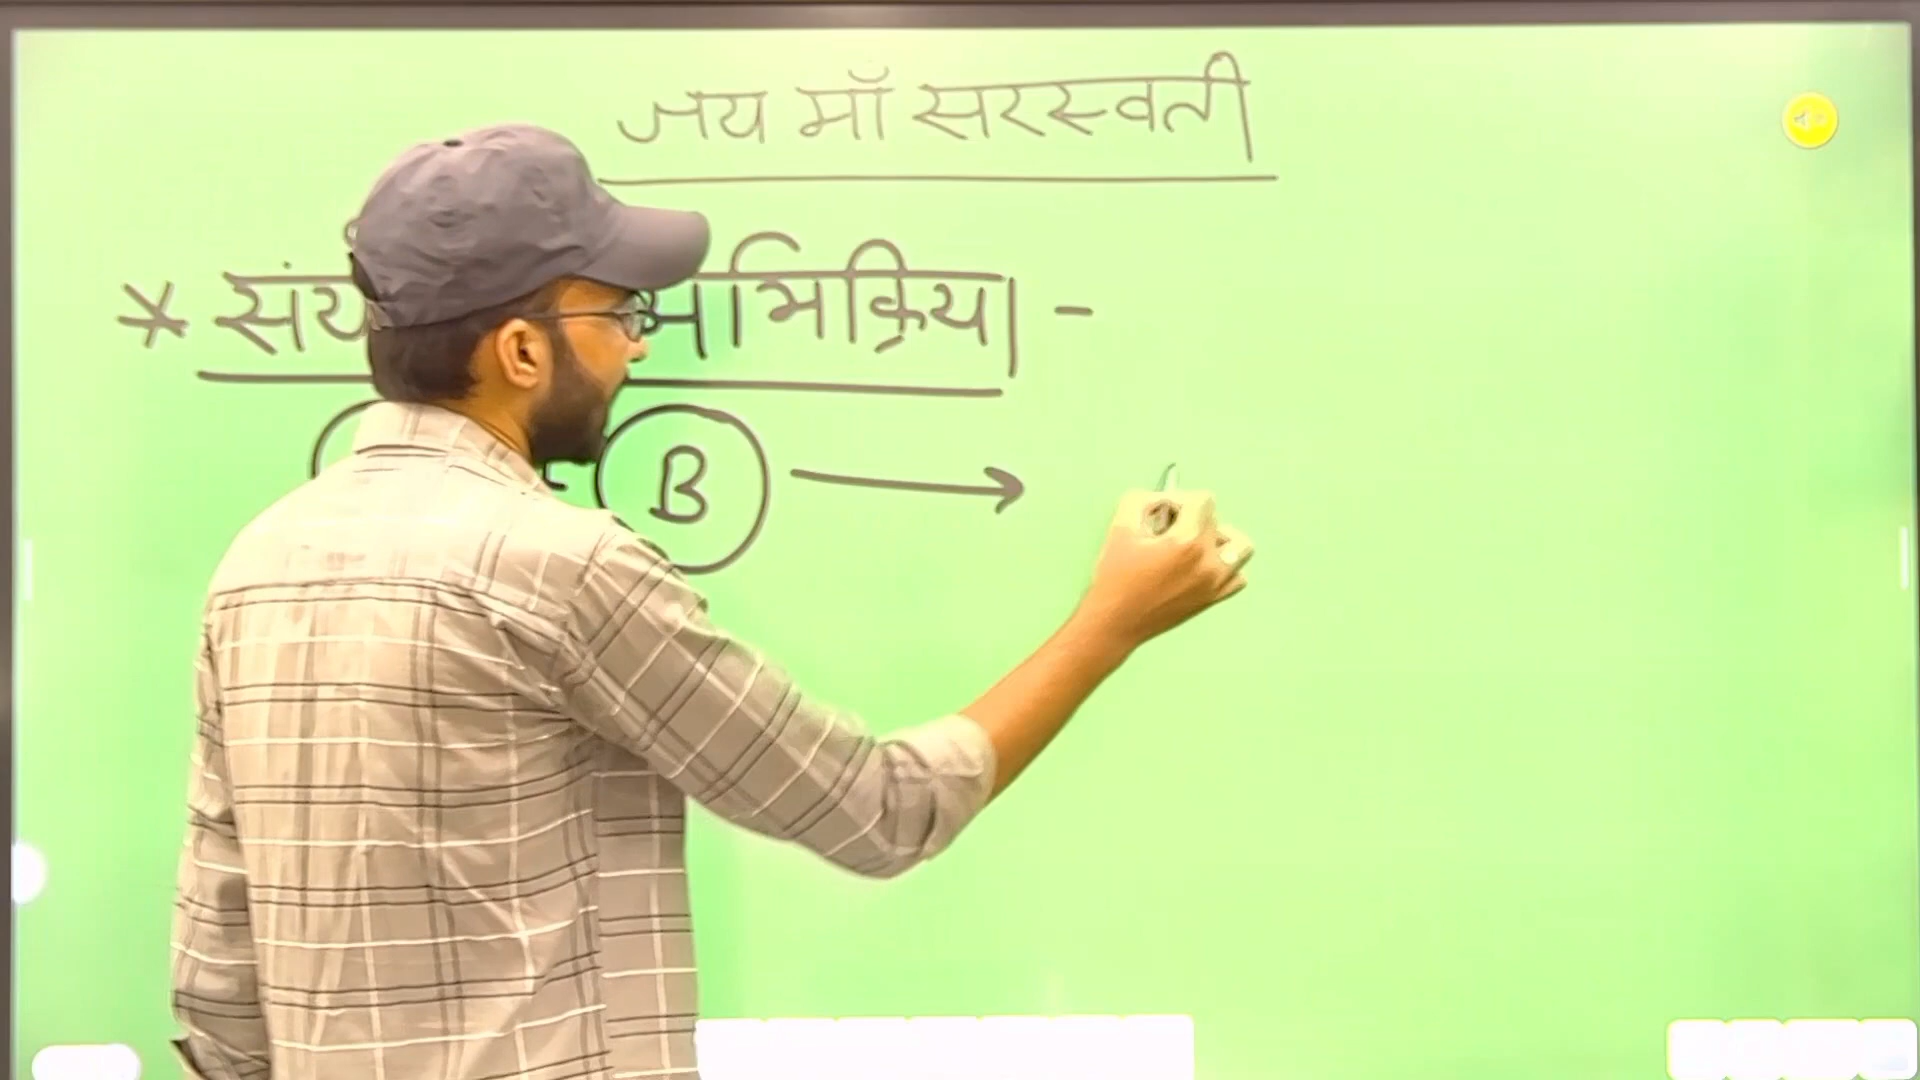 जय माँ सरस्वती
* अभिक्रिया -
B →